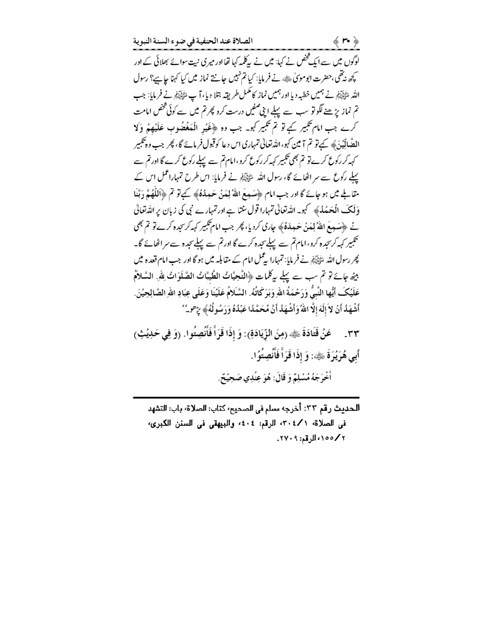 ﴿ ۳۰ ﴾ الصلاة عند الحنفية في ضوء السنة النبوية
لوگوں میں سے ایک شخص نے کہا: میں نے یہ کلمہ کہا تھا اور میری نیت سوائے بھلائی کے اور
کچھ نہ تھی، حضرت ابو موسیٰ ﷺ نے فرمایا: کیا تم نہیں جانتے نماز میں کیا کہنا چاہیے؟ رسول
اللہ ﷺ نے ہمیں خطبہ دیا اور ہمیں نماز کا مکمل طریقہ بتلا دیا، آپ ﷺ نے فرمایا: جب
تم نماز پڑھنے لگو تو سب سے پہلے اپنی صفیں درست کرو پھر تم میں سے کوئی شخص امامت
کرے جب امام تکبیر کہے تو تم تکبیر کہو۔ جب وہ ﴿غَيْرِ الْمَغْضُوبِ عَلَيْهِمْ وَلَا
الضَّالِّيْنَ﴾ کہے تو تم آمین کہو، اللہ تعالیٰ تمہاری اس دعا کو قبول فرمائے گا، پھر جب وہ تکبیر
کہہ کر رکوع کرے تو تم بھی تکبیر کہہ کر رکوع کرو، امام تم سے پہلے رکوع کرے گا اور تم سے
پہلے رکوع سے سر اٹھائے گا، رسول اللہ ﷺ نے فرمایا: اس طرح تمہارا عمل اس کے
مقابلے میں ہو جائے گا اور جب امام ﴿سَمِعَ اللهُ لِمَنْ حَمِدَهُ﴾ کہے تو تم ﴿اَللّٰهُمَّ رَبَّنَا
وَلَكَ الْحَمْدُ﴾ کہو۔ اللہ تعالیٰ تمہارا قول سنتا ہے اور تمہارے نبی کی زبان پر اللہ تعالیٰ
نے ﴿سَمِعَ اللهُ لِمَنْ حَمِدَهُ﴾ جاری کر دیا، پھر جب امام تکبیر کہہ کر سجدہ کرے تو تم بھی
تکبیر کہہ کر سجدہ کرو، امام تم سے پہلے سجدہ کرے گا اور تم سے پہلے سجدہ سے سر اٹھائے گا۔
پھر رسول اللہ ﷺ نے فرمایا: تمہارا یہ عمل امام کے مقابلہ میں ہو گا اور جب امام قعدہ میں
بیٹھ جائے تو تم سب سے پہلے یہ کلمات ﴿التَّحِيَّاتُ الطَّيِّبَاتُ الصَّلَوَاتُ لِلّٰهِ. السَّلَامُ
عَلَيْكَ أَيُّهَا النَّبِيُّ وَرَحْمَةُ اللهِ وَبَرَكَاتُهُ. السَّلَامُ عَلَيْنَا وَعَلَى عِبَادِ اللهِ الصَّالِحِيْنَ.
أَشْهَدُ أَنْ لَا إِلٰهَ إِلَّا اللهُ وَأَشْهَدُ أَنَّ مُحَمَّدًا عَبْدُهُ وَرَسُولُهُ﴾ پڑھو۔“
۳۳۔ عَنْ قَتَادَةَ ﷺ (مِنَ الزِّيَادَةِ): وَ إِذَا قَرَأَ فَأَنْصِتُوا. (وَ فِي حَدِيْثِ)
أَبِي هُرَيْرَةَ ﷺ: وَ إِذَا قَرَأَ فَأَنْصِتُوْا.
أَخْرَجَهُ مُسْلِمٌ وَ قَالَ: هُوَ عِنْدِي صَحِيْحٌ.
الحديث رقم ۳۳: أخرجه مسلم في الصحيح، كتاب: الصلاة، باب: التشهد
في الصلاة، ۱/۳۰٤، الرقم: ٤۰٤، والبيهقي في السنن الكبرى،
۲/۱۵۵، الرقم: ۲۷۰۹.